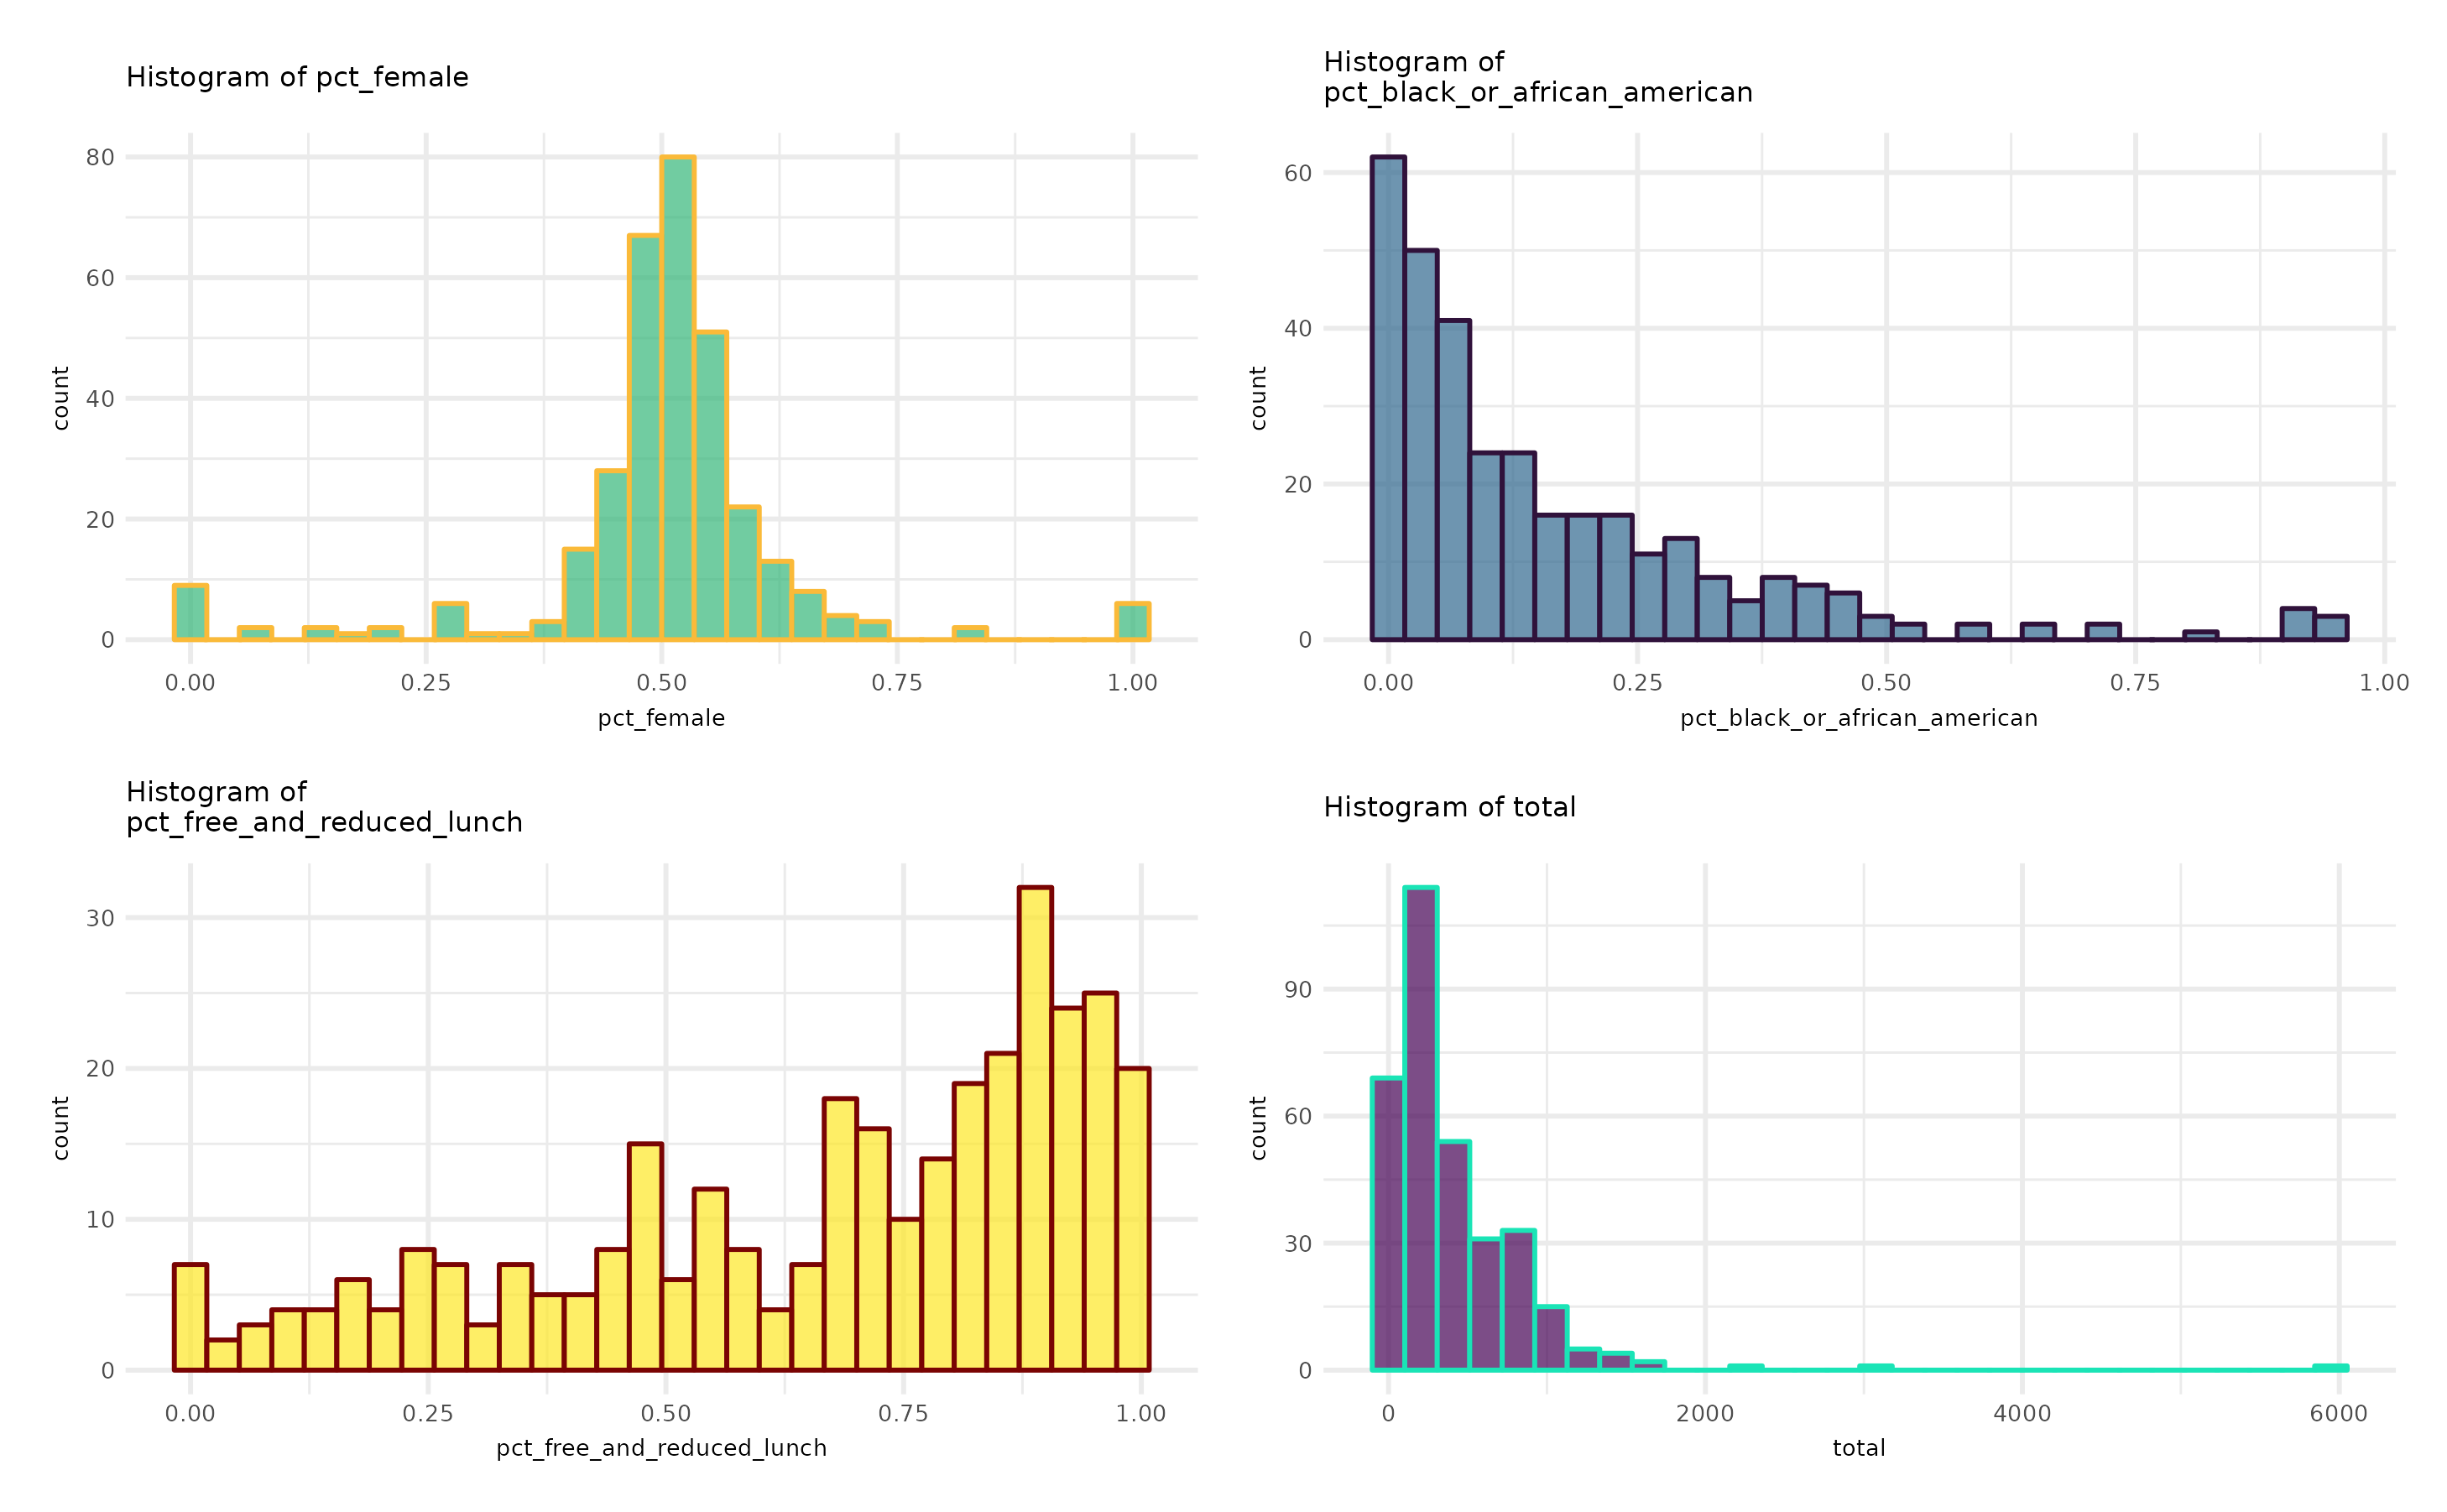 Histogram of pct_female
80
60
40
20
0
count
0.00 0.25 0.50 0.75 1.00
pct_female
Histogram of
pct_black_or_african_american
60
40
20
0
count
0.00 0.25 0.50 0.75 1.00
pct_black_or_african_american
Histogram of
pct_free_and_reduced_lunch
30
20
10
0
count
0.00 0.25 0.50 0.75 1.00
pct_free_and_reduced_lunch
Histogram of total
90
60
30
0
count
0 2000 4000 6000
total